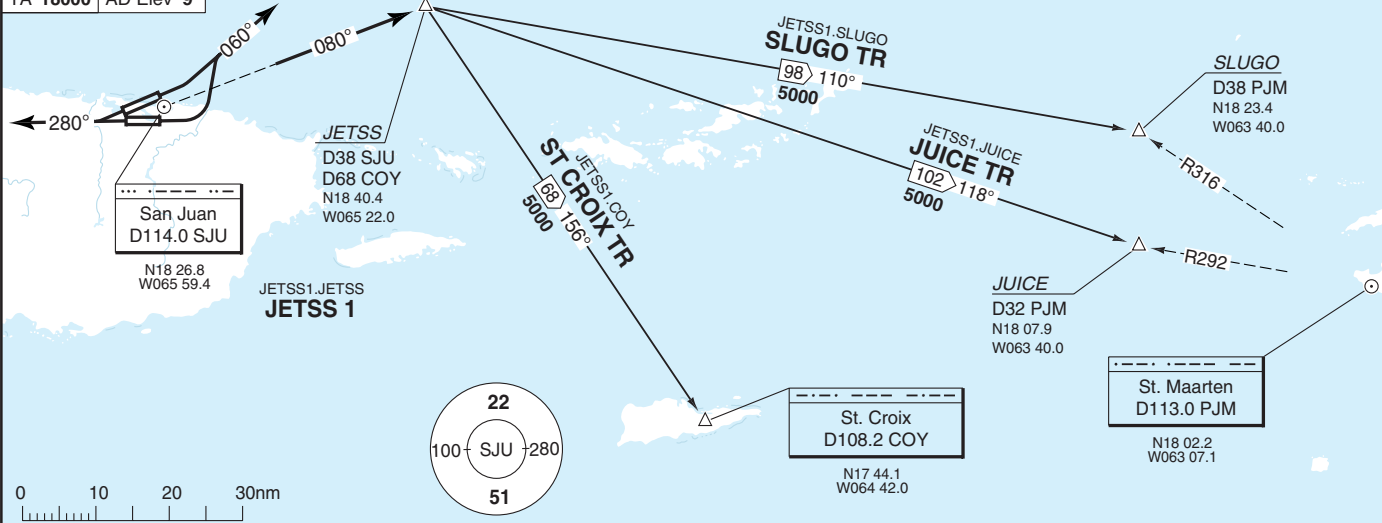 TA 18000 AD Elev 9
060°
080°
280°
JETSS1.SLUGO
SLUGO TR
98 110°
5000
SLUGO
D38 PJM
N18 23.4
W063 40.0
R316
JETSS1.JUICE
JUICE TR
102 118°
5000
R292
JUICE
D32 PJM
N18 07.9
W063 40.0
JETSS
D38 SJU
D68 COY
N18 40.4
W065 22.0
JETSS1.COY
ST CROIX TR
68 156°
5000
San Juan
D114.0 SJU
N18 26.8
W065 59.4
JETSS1.JETSS
JETSS 1
St. Maarten
D113.0 PJM
N18 02.2
W063 07.1
St. Croix
D108.2 COY
N17 44.1
W064 42.0
22
100 SJU 280
51
0 10 20 30nm